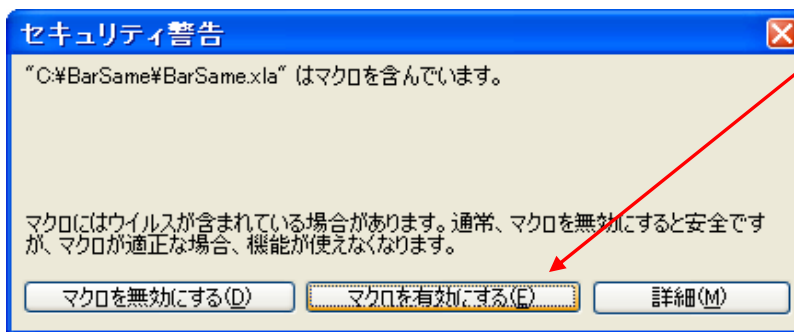 セキュリティ警告
"C:¥BarSame¥BarSame.xla" はマクロを含んでいます。
マクロにはウイルスが含まれている場合があります。通常、マクロを無効にすると安全です
が、マクロが適正な場合、機能が使えなくなります。
マクロを無効にする(D) マクロを有効にする(E) 詳細(M)